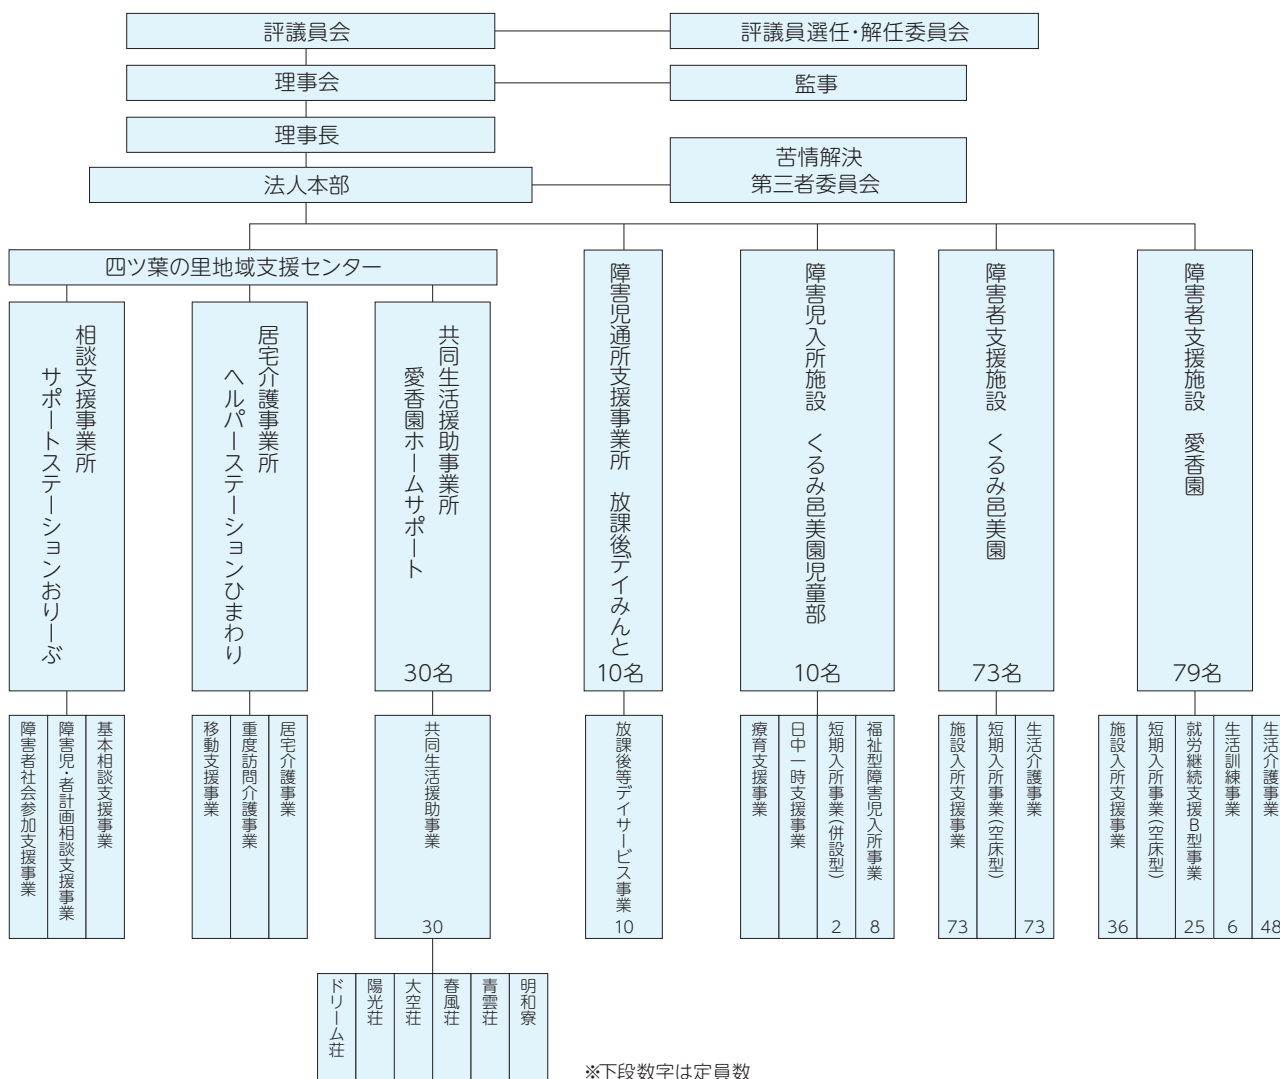 評議員会
評議員選任・解任委員会
理事会
監事
理事長
苦情解決
第三者委員会
法人本部
四ツ葉の里地域支援センター
相談支援事業所
サポートステーションおりーぶ
居宅介護事業所
ヘルパーステーションひまわり
共同生活援助事業所
愛香園ホームサポート
30名
障害児通所支援事業所　放課後デイみんと
10名
障害児入所施設　くるみ邑美園児童部
10名
障害者支援施設　くるみ邑美園
73名
障害者支援施設　愛香園
79名
障害者社会参加支援事業
障害児・者計画相談支援事業
基本相談支援事業
移動支援事業
重度訪問介護事業
居宅介護事業
共同生活援助事業
30
放課後等デイサービス事業
10
療育支援事業
日中一時支援事業
短期入所事業(併設型)
2
福祉型障害児入所事業
8
施設入所支援事業
73
短期入所事業(空床型)
生活介護事業
73
施設入所支援事業
36
短期入所事業(空床型)
就労継続支援B型事業
25
生活訓練事業
6
生活介護事業
48
ドリーム荘
陽光荘
大空荘
春風荘
青雲荘
明和寮
※下段数字は定員数